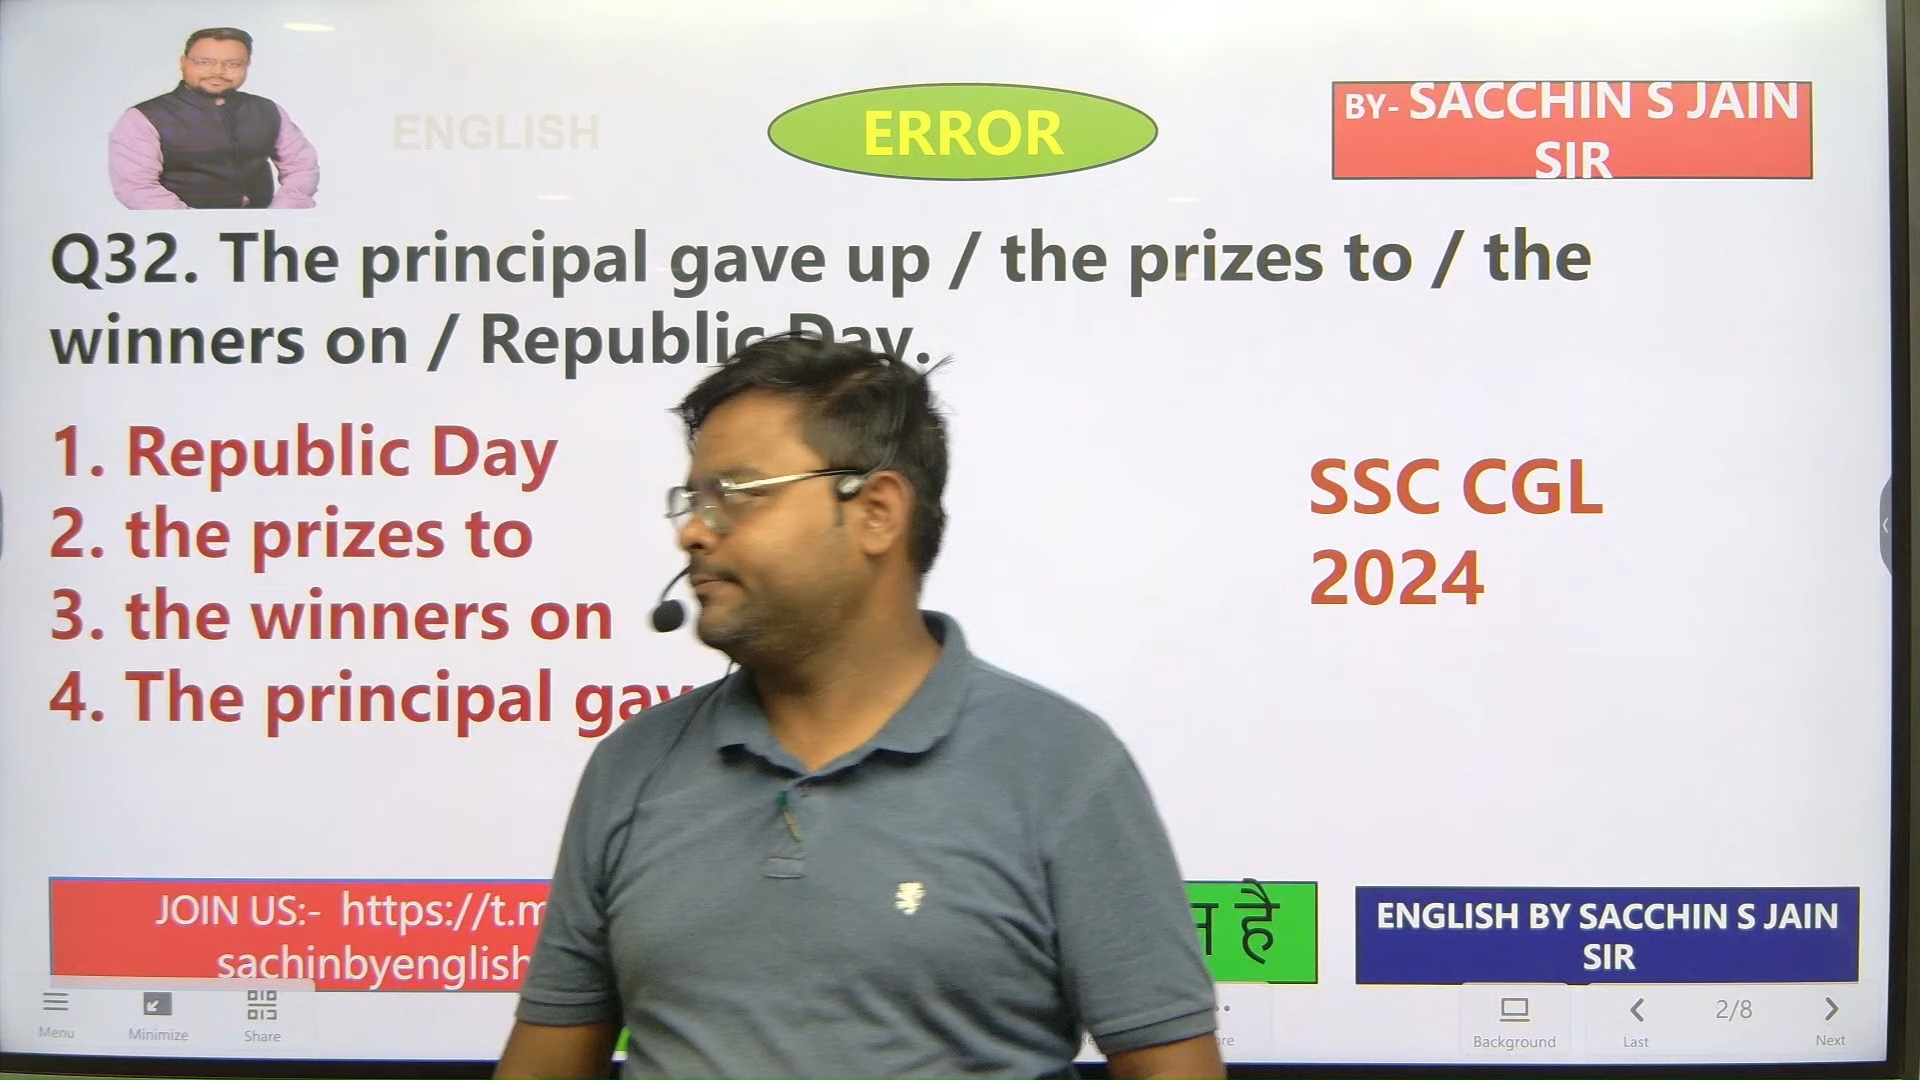 ENGLISH
ERROR
BY- SACCHIN S JAIN
SIR
Q32. The principal gave up / the prizes to / the
winners on / Republic Day.
1. Republic Day
2. the prizes to
3. the winners on
4. The principal
SSC CGL
2024
JOIN US:- https://t.m
sachinbyenglish
है
ENGLISH BY SACCHIN S JAIN
SIR
Menu
Minimize
Share
Background
Last
2/8
Next